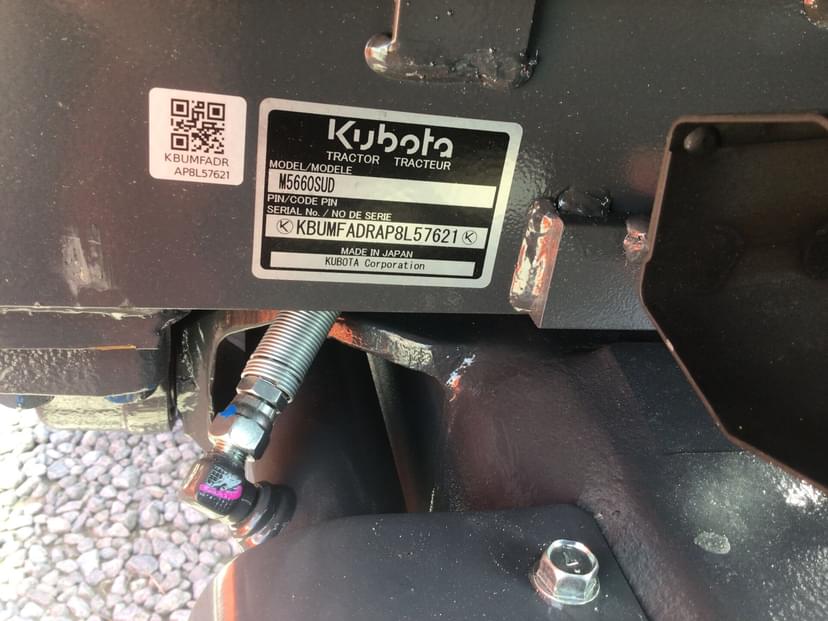 KBUMFADR
AP8L57621
Kubota
TRACTOR TRACTEUR
MODEL/MODELE
M5660SUD
PIN/CODE PIN
SERIAL No. / NO DE SERIE
KBUMFADRAP8L57621
MADE IN JAPAN
KUBOTA Corporation